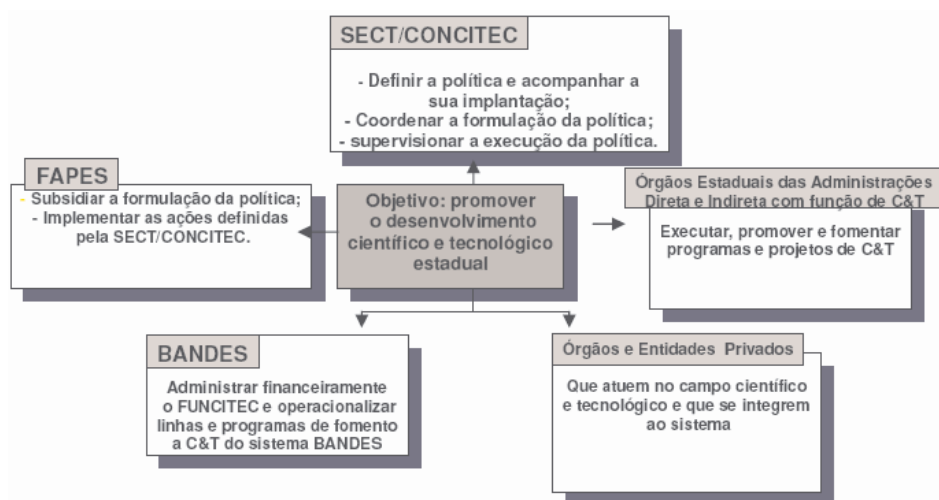 SECT/CONCITEC
- Definir a política e acompanhar a
sua implantação;
- Coordenar a formulação da política;
- supervisionar a execução da política.
FAPES
- Subsidiar a formulação da política;
- Implementar as ações definidas
pela SECT/CONCITEC.
Objetivo: promover
o desenvolvimento
científico e tecnológico
estadual
Órgãos Estaduais das Administrações
Direta e Indireta com função de C&T
Executar, promover e fomentar
programas e projetos de C&T
BANDES
Administrar financeiramente
o FUNCITEC e operacionalizar
linhas e programas de fomento
a C&T do sistema BANDES
Órgãos e Entidades Privados
Que atuem no campo científico
e tecnológico e que se integrem
ao sistema